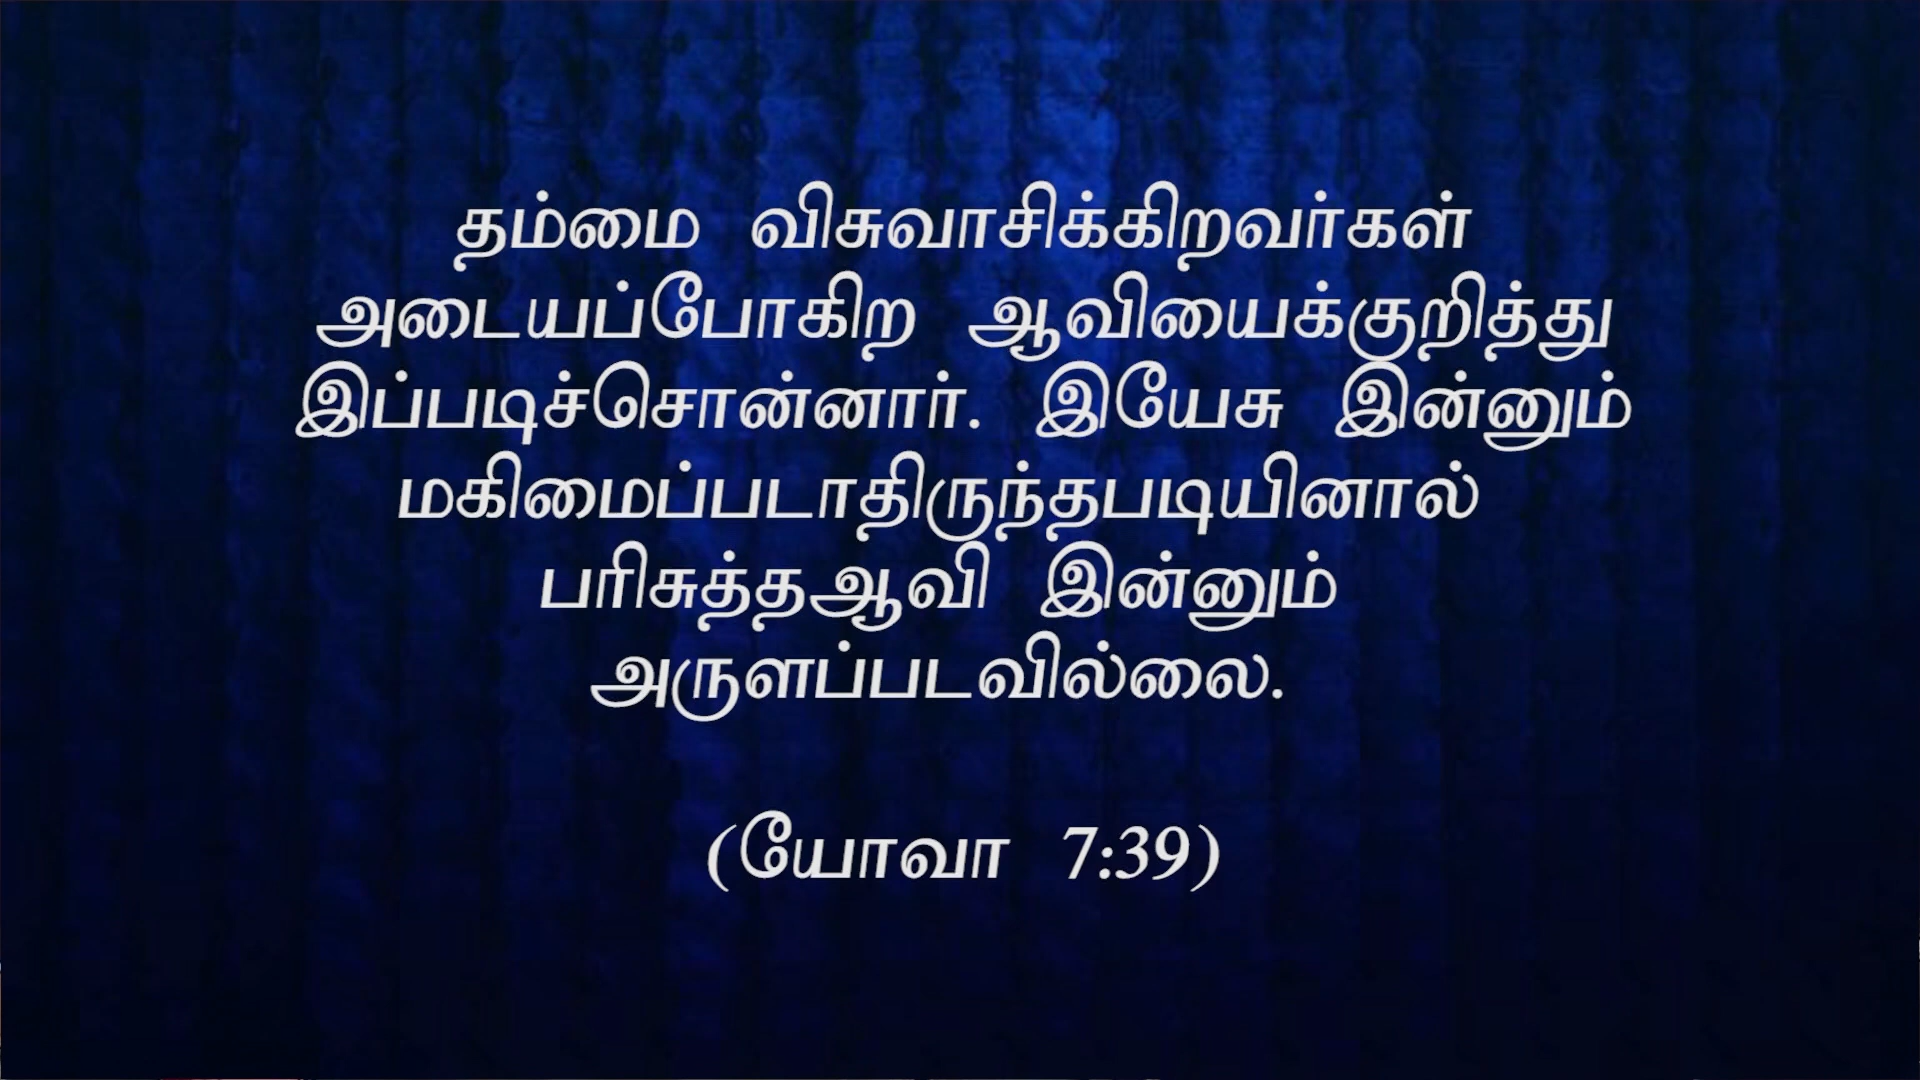 தம்மை விசுவாசிக்கிறவர்கள்
அடையப்போகிற ஆவியைக்குறித்து
இப்படிச்சொன்னார். இயேசு இன்னும்
மகிமைப்படாதிருந்தபடியினால்
பரிசுத்தஆவி இன்னும்
அருளப்படவில்லை.
(யோவா 7:39)